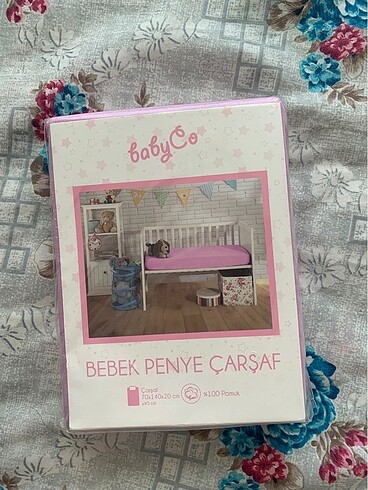 babyCo
BEBEK PENYE ÇARŞAF
Çarşaf
70x140x20 cm
%100 Pamuk